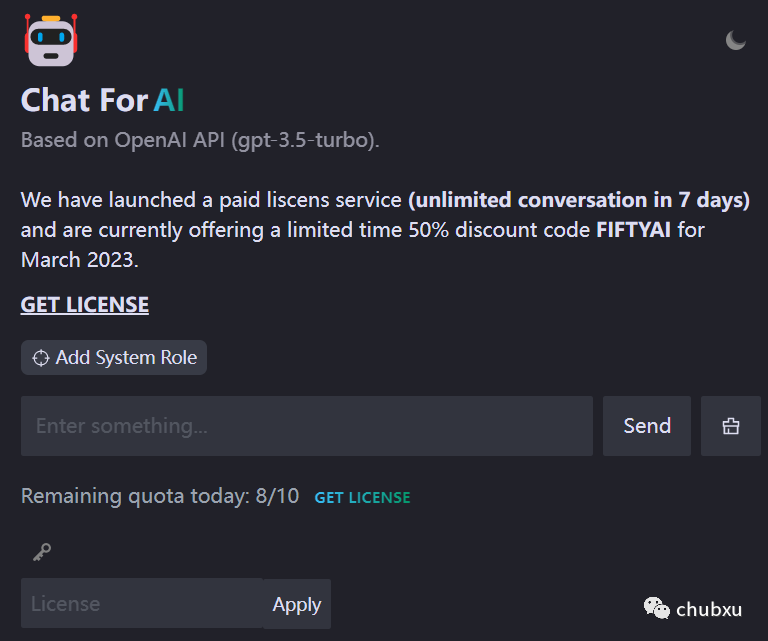 Chat For AI
Based on OpenAI API (gpt-3.5-turbo).
We have launched a paid liscens service (unlimited conversation in 7 days)
and are currently offering a limited time 50% discount code FIFTYAI for
March 2023.
GET LICENSE
Add System Role
Enter something...
Send
Remaining quota today: 8/10 GET LICENSE
License
Apply
chubxu